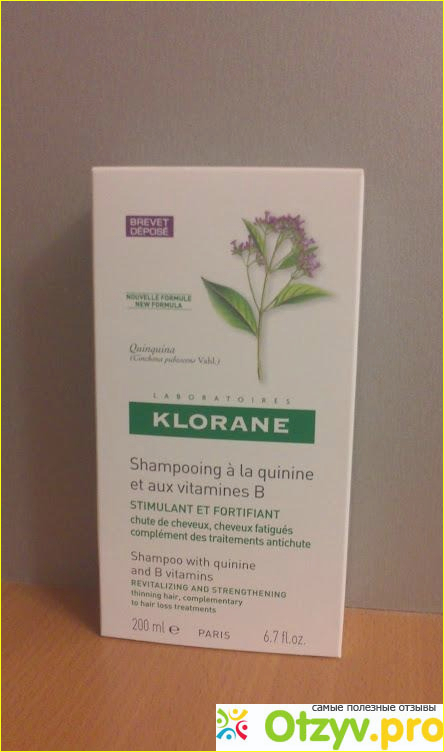 BREVET
DÉPOSÉ
NOUVELLE FORMULE
NEW FORMULA
Quinquina
(Cinchona pubescens Vahl.)
LABORATOIRES
KLORANE
Shampooing à la quinine
et aux vitamines B
STIMULANT ET FORTIFIANT
chute de cheveux, cheveux fatigués
complément des traitements antichute
Shampoo with quinine
and B vitamins
REVITALIZING AND STRENGTHENING
thinning hair, complementary
to hair loss treatments
200 ml e PARIS 6.7 fl.oz.
самые полезные отзывы
Otzyv.pro